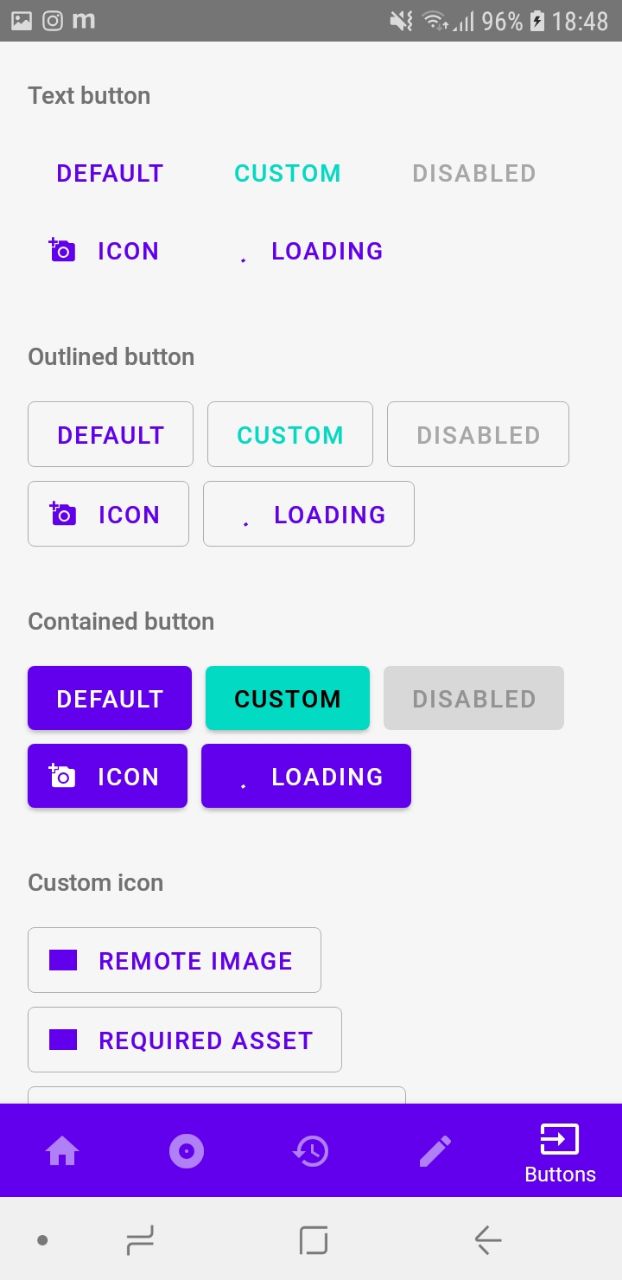 m 96% 18:48
Text button
DEFAULT CUSTOM DISABLED
ICON LOADING
Outlined button
DEFAULT CUSTOM DISABLED
ICON LOADING
Contained button
DEFAULT CUSTOM DISABLED
ICON LOADING
Custom icon
REMOTE IMAGE
REQUIRED ASSET
Buttons